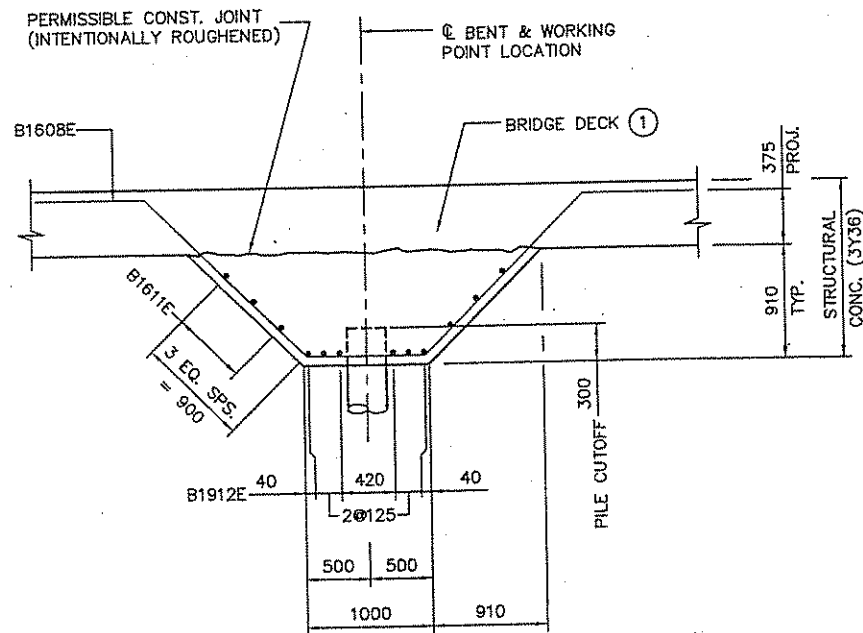 PERMISSIBLE CONST. JOINT
(INTENTIONALLY ROUGHENED)
℄ BENT & WORKING
POINT LOCATION
B1608E
BRIDGE DECK 1
375
PROJ.
STRUCTURAL
CONC. (3Y36)
910
TYP.
B1611E
3 EQ. SPS.
= 900
300
PILE CUTOFF
B1912E
40
420
40
2@125
500
500
1000
910